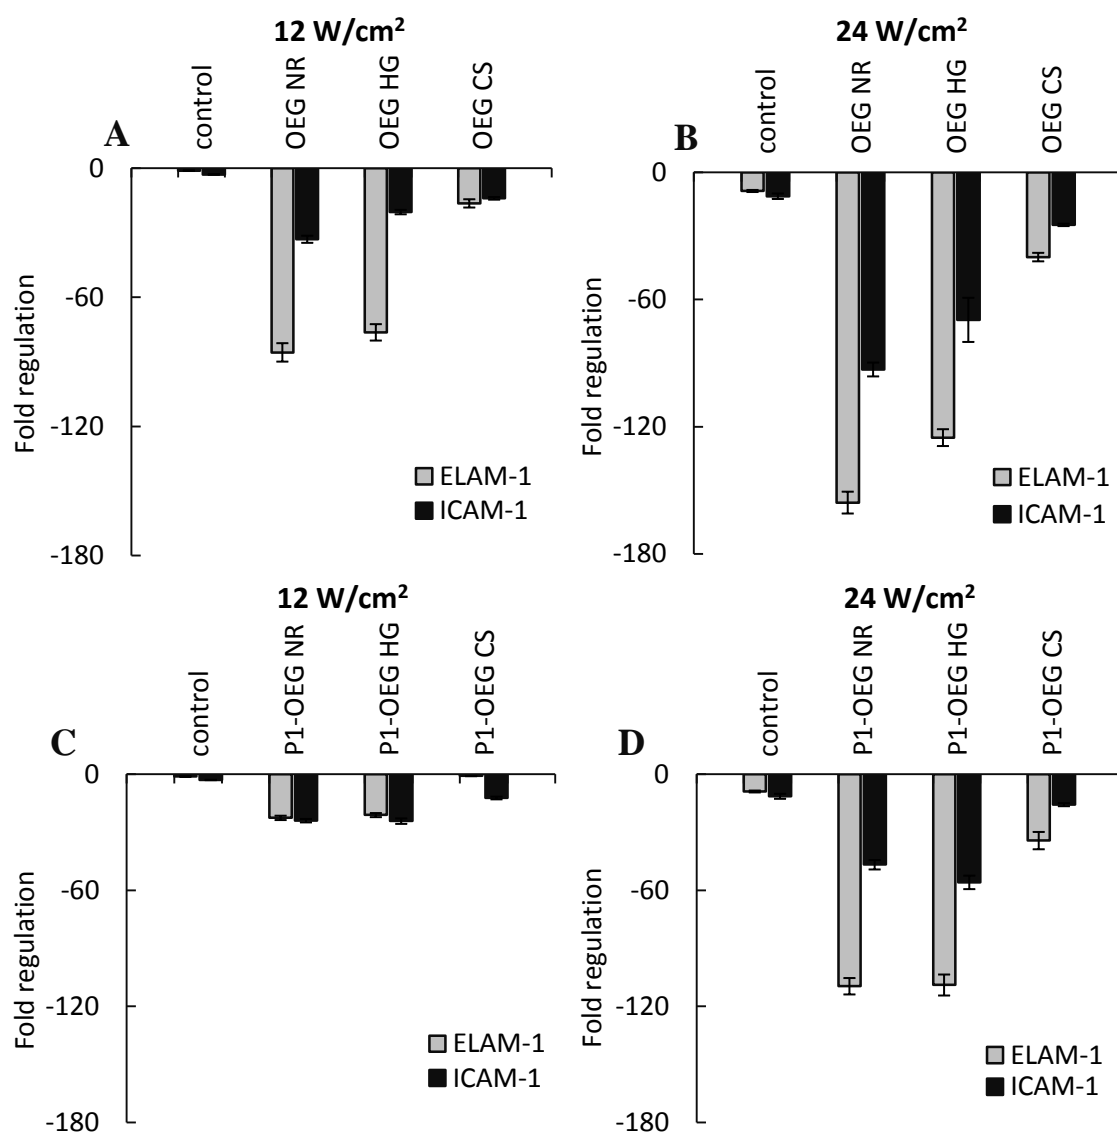 12 W/cm²
24 W/cm²
A
control
OEG NR
OEG HG
OEG CS
0
-60
-120
-180
Fold regulation
ELAM-1
ICAM-1
B
control
OEG NR
OEG HG
OEG CS
0
-60
-120
-180
Fold regulation
ELAM-1
ICAM-1
12 W/cm²
24 W/cm²
C
control
P1-OEG NR
P1-OEG HG
P1-OEG CS
0
-60
-120
-180
Fold regulation
ELAM-1
ICAM-1
D
control
P1-OEG NR
P1-OEG HG
P1-OEG CS
0
-60
-120
-180
Fold regulation
ELAM-1
ICAM-1